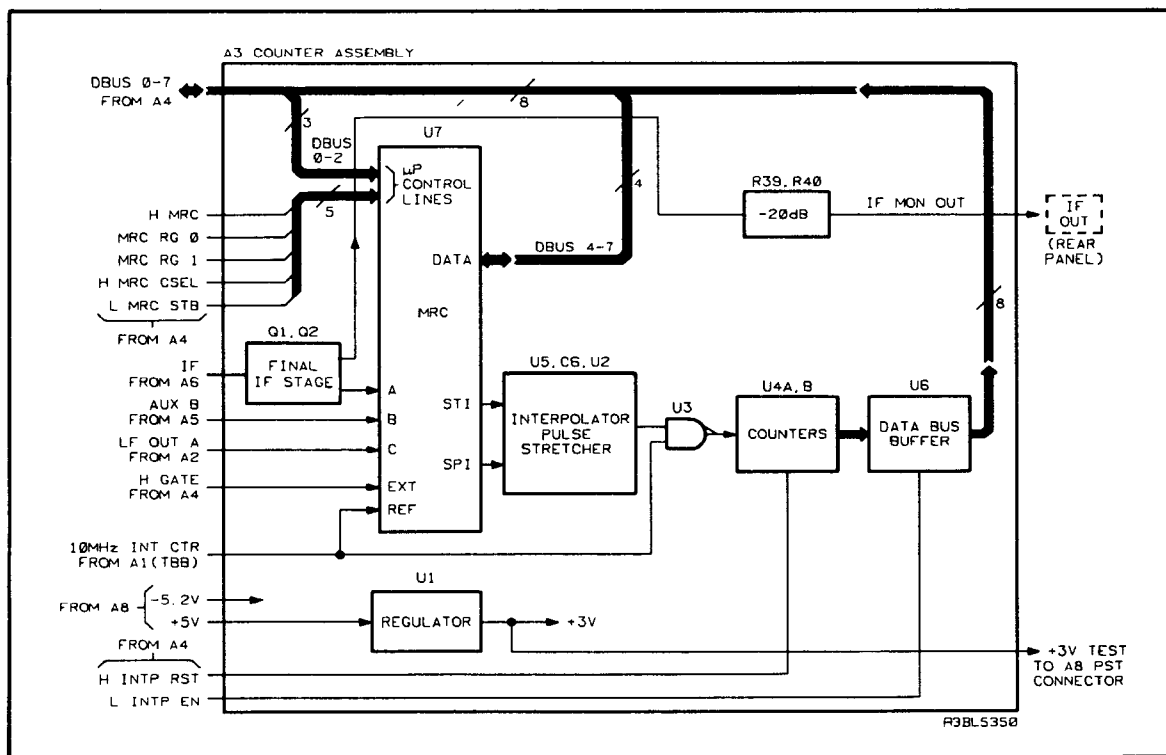 A3 COUNTER ASSEMBLY
DBUS 0-7
FROM A4
8
3
DBUS
0-2
U7
µP
CONTROL
LINES
5
4
R39, R40
-20dB
IF MON OUT
IF
OUT
(REAR
PANEL)
H MRC
MRC RG 0
MRC RG 1
H MRC CSEL
L MRC STB
FROM A4
DATA
DBUS 4-7
MRC
8
Q1, Q2
FINAL
IF STAGE
IF
FROM A6
AUX B
FROM A5
LF OUT A
FROM A2
H GATE
FROM A4
A
B
C
EXT
REF
STI
SPI
U5, C6, U2
INTERPOLATOR
PULSE
STRETCHER
U3
U4A, B
COUNTERS
U6
DATA BUS
BUFFER
10MHz INT CTR
FROM A1(TBB)
FROM A8
-5.2V
+5V
U1
REGULATOR
+3V
FROM A4
H INTP RST
L INTP EN
+3V TEST
TO A8 PST
CONNECTOR
A3BLS350